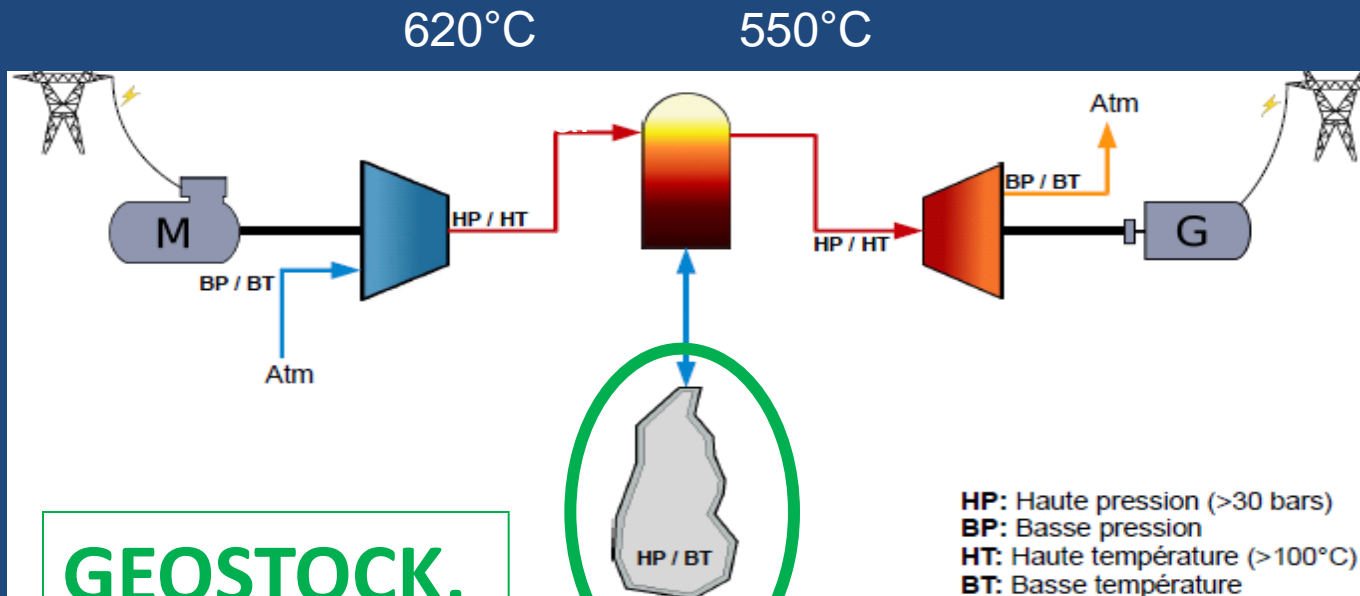 620°C 550°C
Atm
BP / BT
HP / HT
M
G
HP / HT
BP / BT
Atm
HP / BT
HP: Haute pression (>30 bars)
BP: Basse pression
HT: Haute température (>100°C)
BT: Basse température
GEOSTOCK.